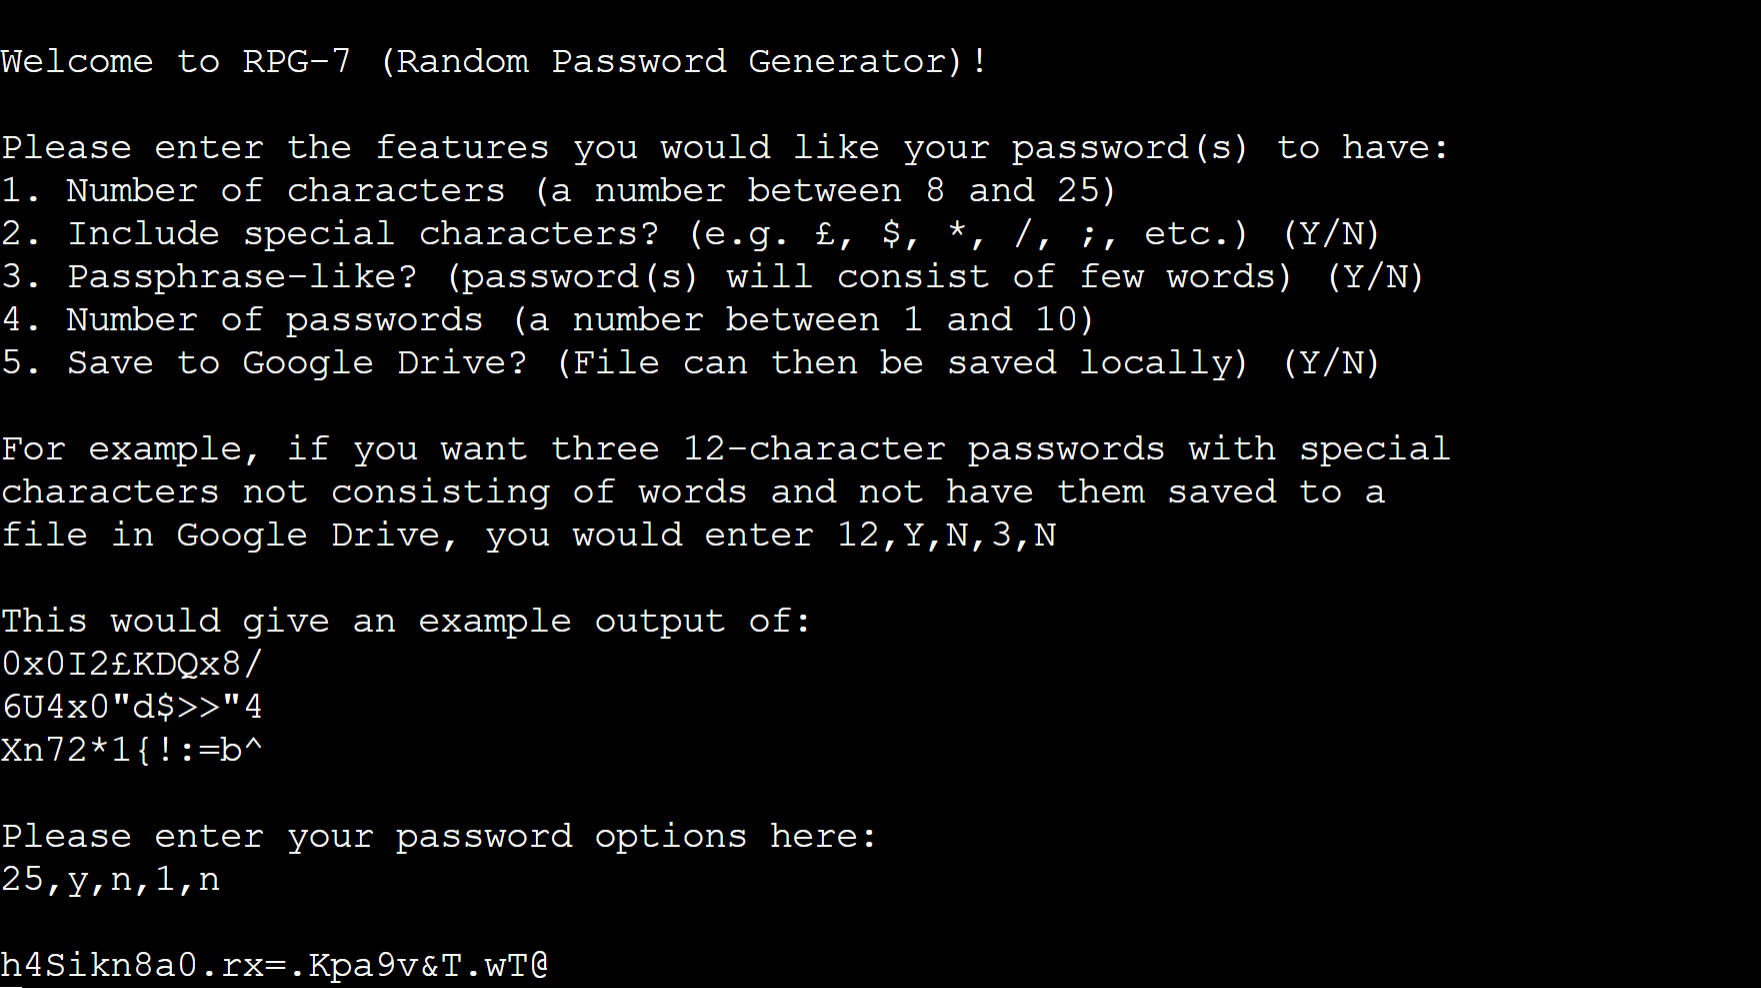 Welcome to RPG-7 (Random Password Generator)!
Please enter the features you would like your password(s) to have:
1. Number of characters (a number between 8 and 25)
2. Include special characters? (e.g. £, $, *, /, ;, etc.) (Y/N)
3. Passphrase-like? (password(s) will consist of few words) (Y/N)
4. Number of passwords (a number between 1 and 10)
5. Save to Google Drive? (File can then be saved locally) (Y/N)
For example, if you want three 12-character passwords with special
characters not consisting of words and not have them saved to a
file in Google Drive, you would enter 12,Y,N,3,N
This would give an example output of:
0x0I2£KDQx8/
6U4x0"d$>>"4
Xn72*1{!:=b^
Please enter your password options here:
25,y,n,1,n
h4Sikn8a0.rx=.Kpa9v&T.wT@